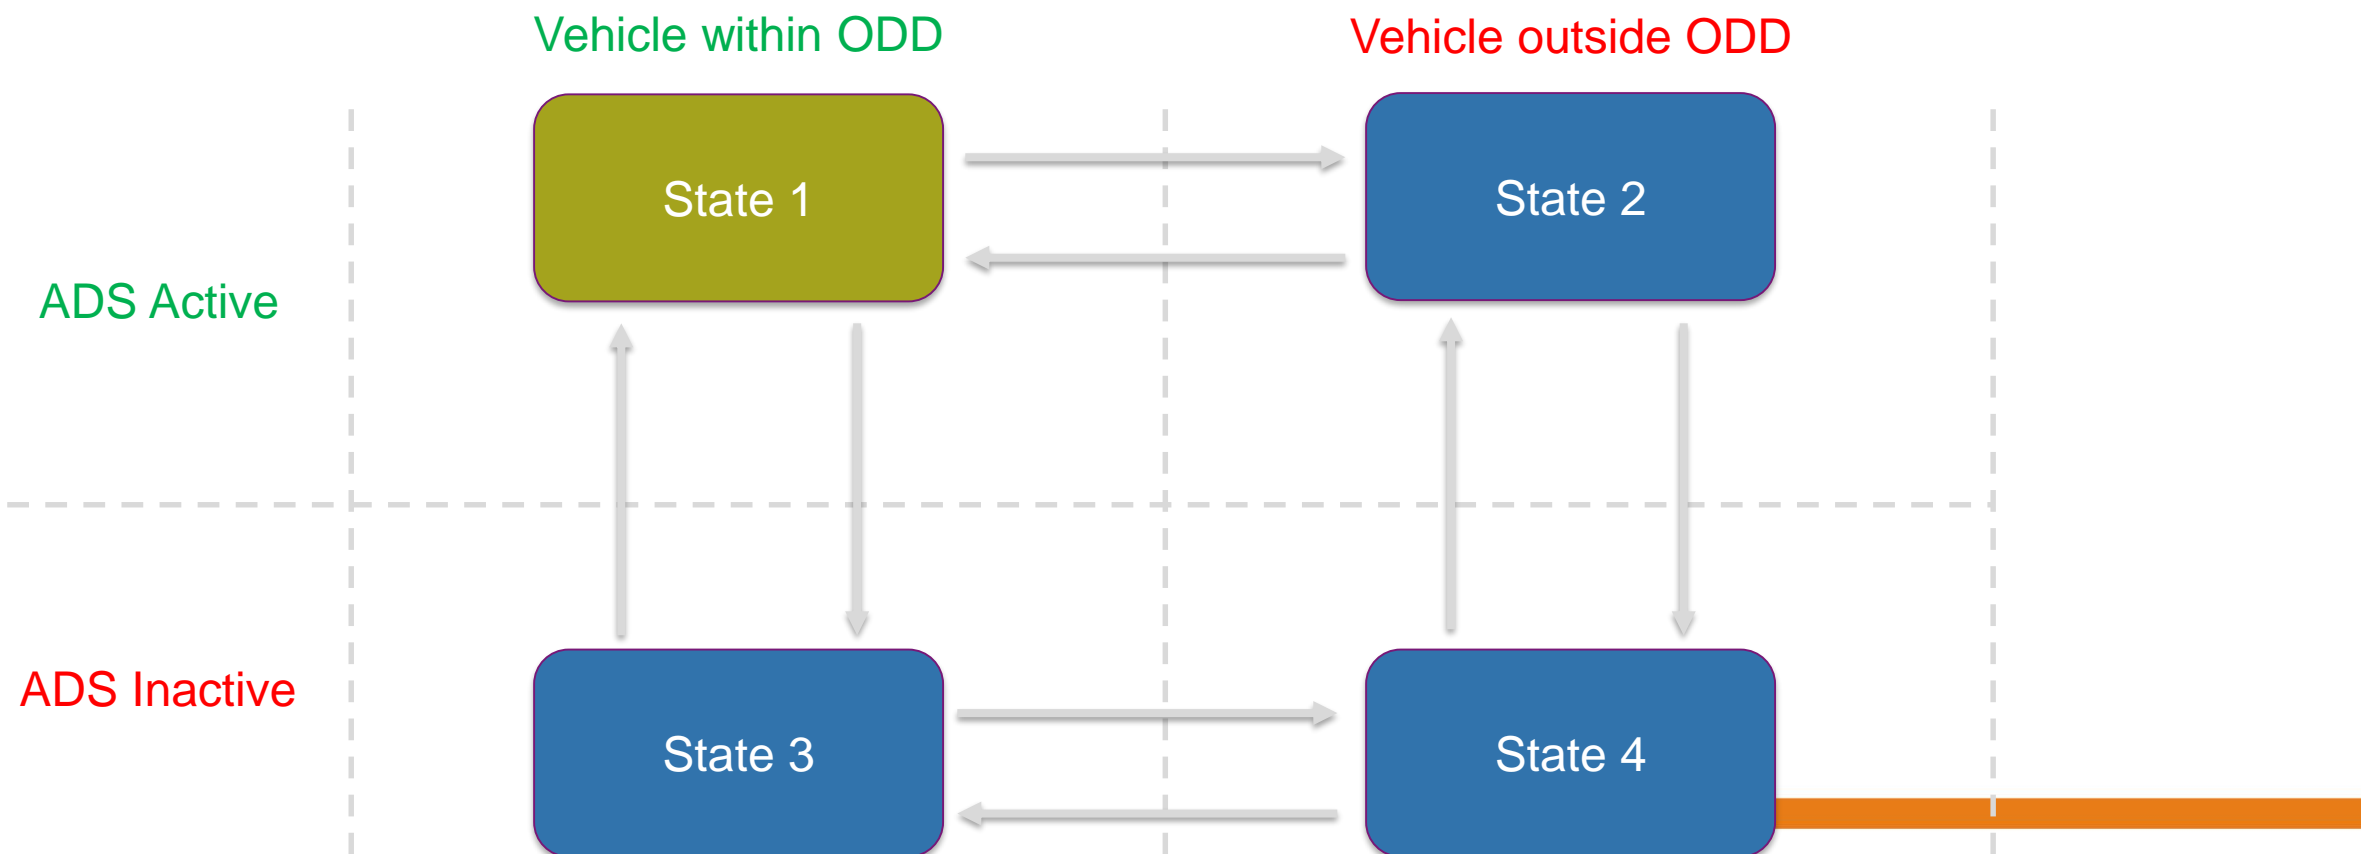 Vehicle within ODD
Vehicle outside ODD
State 1
State 2
ADS Active
ADS Inactive
State 3
State 4